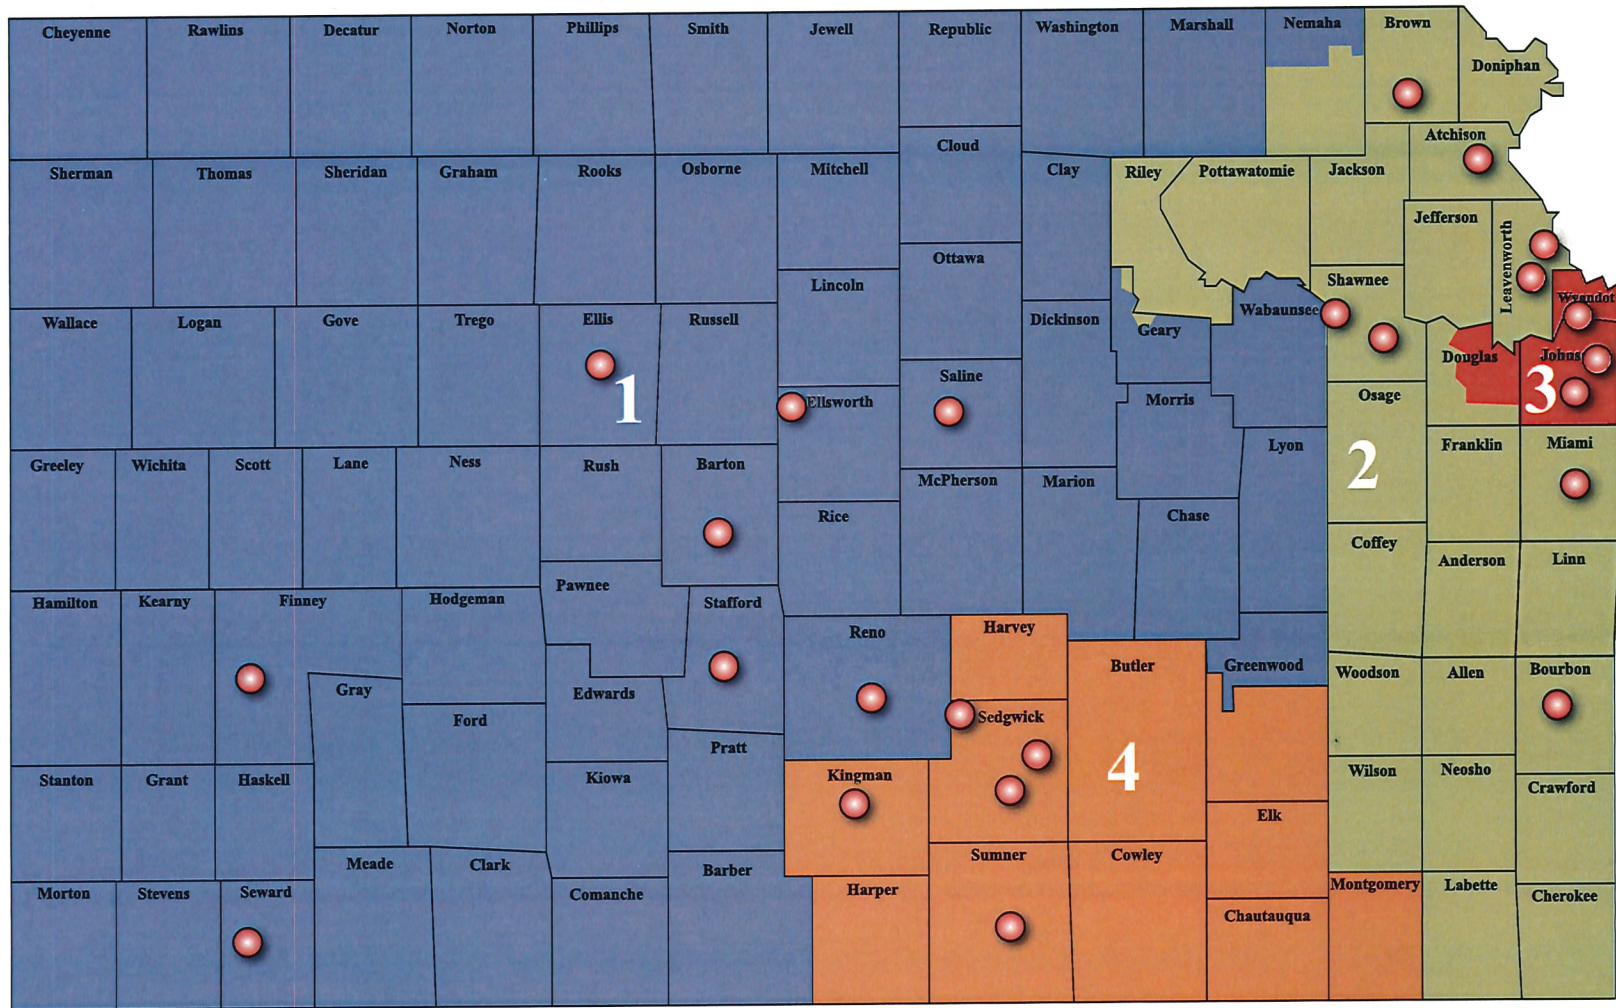 Cheyenne
Rawlins
Decatur
Norton
Phillips
Smith
Jewell
Republic
Washington
Marshall
Nemaha
Brown
Doniphan
Cloud
Atchison
Sherman
Thomas
Sheridan
Graham
Rooks
Osborne
Mitchell
Clay
Riley
Pottawatomie
Jackson
Jefferson
Leavenworth
Ottawa
Lincoln
Shawnee
Wyandot
Wallace
Logan
Gove
Trego
Ellis
Russell
Dickinson
Geary
Wabaunsee
Douglas
Johns
Saline
Ellsworth
1
3
Morris
Osage
Greeley
Wichita
Scott
Lane
Ness
Rush
Barton
McPherson
Marion
Lyon
2
Franklin
Miami
Rice
Chase
Coffey
Anderson
Linn
Hamilton
Kearny
Finney
Hodgeman
Pawnee
Stafford
Reno
Harvey
Butler
Greenwood
Woodson
Allen
Bourbon
Gray
Edwards
Ford
Sedgwick
Pratt
Stanton
Grant
Haskell
Kiowa
Kingman
4
Wilson
Neosho
Crawford
Elk
Meade
Clark
Barber
Sumner
Cowley
Morton
Stevens
Seward
Comanche
Harper
Chautauqua
Montgomery
Labette
Cherokee